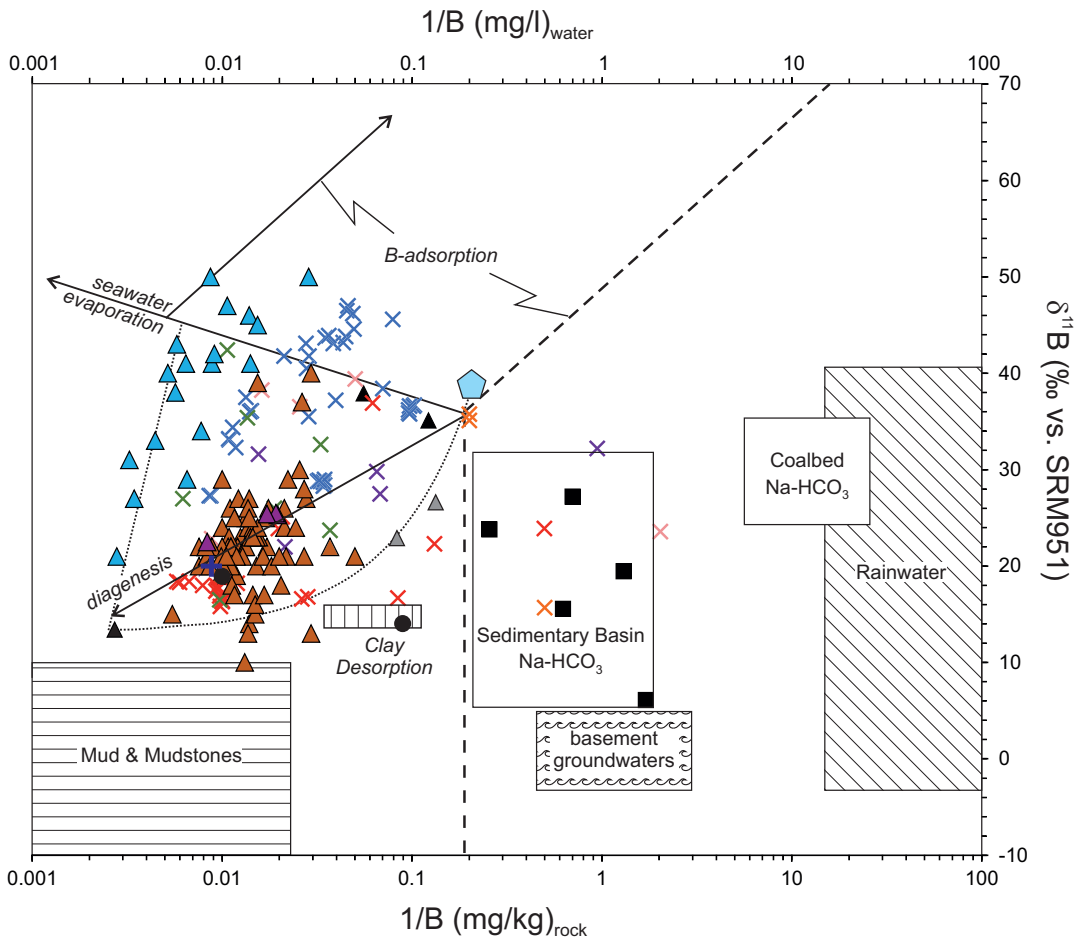 1/B (mg/l)water
0.001 0.01 0.1 1 10 100
70
60
50
40
30
20
10
0
-10
δ11B (‰ vs. SRM951)
B-adsorption
seawater
evaporation
diagenesis
Clay
Desorption
Mud & Mudstones
Sedimentary Basin
Na-HCO3
basement
groundwaters
Coalbed
Na-HCO3
Rainwater
0.001 0.01 0.1 1 10 100
1/B (mg/kg)rock